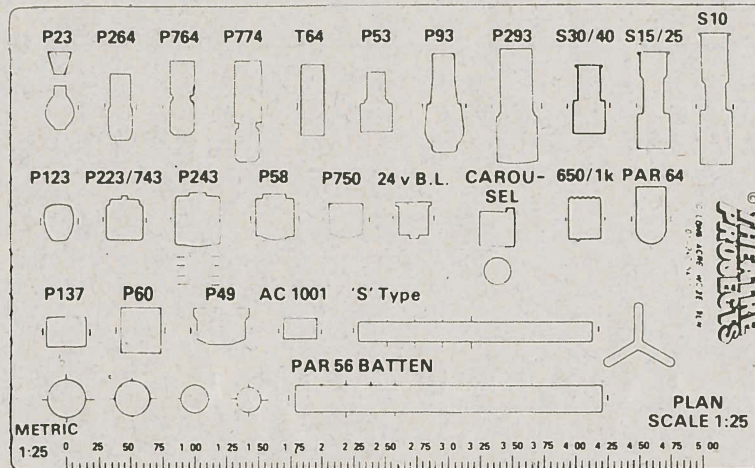 S10
P23 P264 P764 P774 T64 P53 P93 P293 S30/40 S15/25
P123 P223/743 P243 P58 P750 24 v B.L. CAROU-
SEL
650/1k PAR 64
P137 P60 P49 AC 1001 'S' Type
PAR 56 BATTEN
THEATRE
PROJECTS
LONG ACRE
PLAN
SCALE 1:25
METRIC
1:25 0 25 50 75 1 00 1 25 1 50 1 75 2 2 25 2 50 2 75 3 0 3 25 3 50 3 75 4 00 4 25 4 50 4 75 5 00